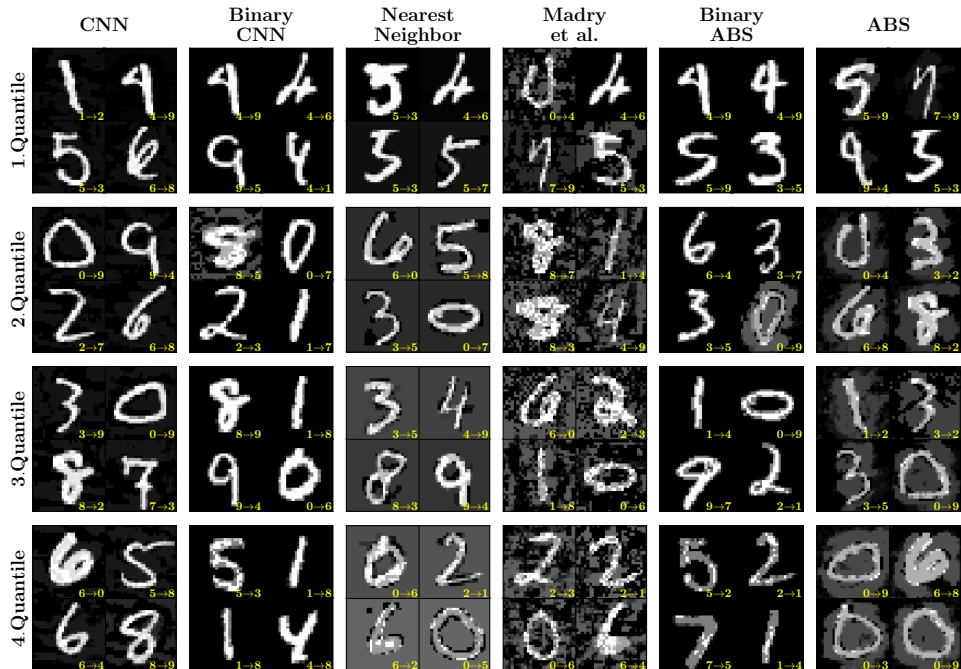 CNN
Binary
CNN
Nearest
Neighbor
Madry
et al.
Binary
ABS
ABS
1.Quantile
1→2 4→9 4→9 4→6 5→3 4→6 0→4 4→6 4→9 4→9 5→9 7→9
5→3 6→8 9→5 4→1 5→3 5→7 7→9 5→3 5→9 3→5 9→4 5→3
2.Quantile
0→9 9→4 8→5 0→7 6→0 5→8 8→7 1→4 6→4 3→7 0→4 3→2
2→7 6→8 2→3 1→7 3→5 0→7 8→3 4→9 3→5 0→9 6→8 8→2
3.Quantile
3→9 0→9 8→9 1→8 3→5 4→9 6→0 2→3 1→4 0→9 1→2 3→2
8→2 7→3 9→4 0→6 8→3 9→4 1→8 0→6 9→7 2→1 3→5 0→9
4.Quantile
6→0 5→3 5→3 1→8 0→6 2→1 2→3 2→1 5→2 2→1 0→9 6→8
6→4 8→9 1→8 4→8 6→2 0→5 0→6 6→4 7→5 1→4 0→9 0→9